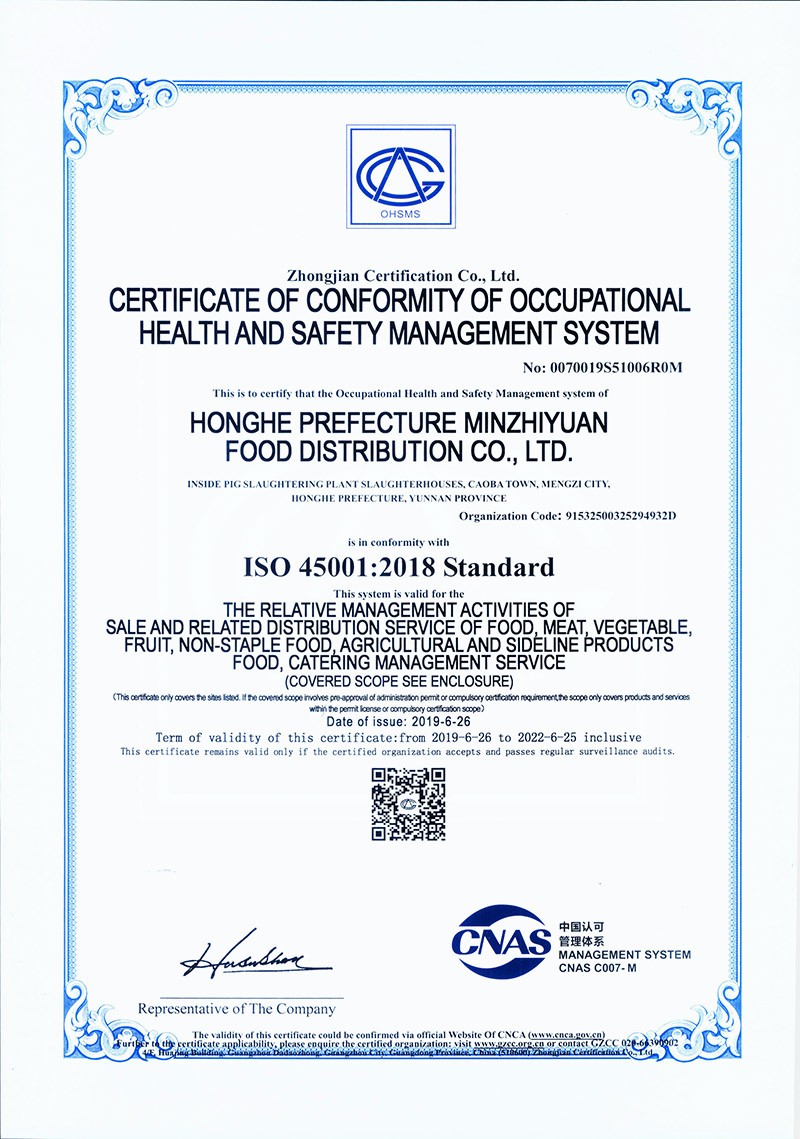 CAG
OHSMS
Zhongjian Certification Co., Ltd.
CERTIFICATE OF CONFORMITY OF OCCUPATIONAL
HEALTH AND SAFETY MANAGEMENT SYSTEM
No: 0070019S51006R0M
This is to certify that the Occupational Health and Safety Management system of
HONGHE PREFECTURE MINZHIYUAN
FOOD DISTRIBUTION CO., LTD.
INSIDE PIG SLAUGHTERING PLANT SLAUGHTERHOUSES, CAOBA TOWN, MENGZI CITY,
HONGHE PREFECTURE, YUNNAN PROVINCE
Organization Code: 91532500325294932D
is in conformity with
ISO 45001:2018 Standard
This system is valid for the
THE RELATIVE MANAGEMENT ACTIVITIES OF
SALE AND RELATED DISTRIBUTION SERVICE OF FOOD, MEAT, VEGETABLE,
FRUIT, NON-STAPLE FOOD, AGRICULTURAL AND SIDELINE PRODUCTS
FOOD, CATERING MANAGEMENT SERVICE
(COVERED SCOPE SEE ENCLOSURE)
(This certificate only covers the sites listed. If the covered scope involves pre-approval of administration permit or compulsory certification requirement,the scope only covers products and services
within the permit license or compulsory certification scope)
Date of issue: 2019-6-26
Term of validity of this certificate:from 2019-6-26 to 2022-6-25 inclusive
This certificate remains valid only if the certified organization accepts and passes regular surveillance audits.
CNAS
中国认可
管理体系
MANAGEMENT SYSTEM
CNAS C007-M
Representative of The Company
The validity of this certificate could be confirmed via official Website Of CNCA (www.cnca.gov.cn)
Further to the certificate applicability, please enquire the certified organization: visit www.gzcc.org.cn or contact GZCC 020-66390902
4/F, Huajing Building, Guangzhou Dadaozhong, Guangzhou City, Guangdong Province, China (510600) Zhongjian Certification Co., Ltd.